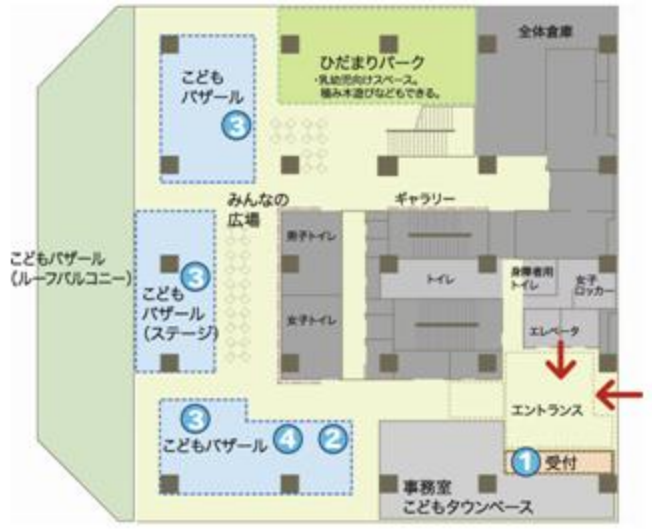 全体倉庫
ひだまりパーク
・乳幼児向けスペース。
積み木遊びなどもできる。
こども
バザール
3
みんなの
広場
ギャラリー
男子トイレ
こどもバザール
(ルーフバルコニー)
3
こども
バザール
(ステージ)
トイレ
身障者用
トイレ
女子
ロッカー
女子トイレ
エレベータ
エントランス
3
こどもバザール
4
2
1
受付
事務室
こどもタウンベース